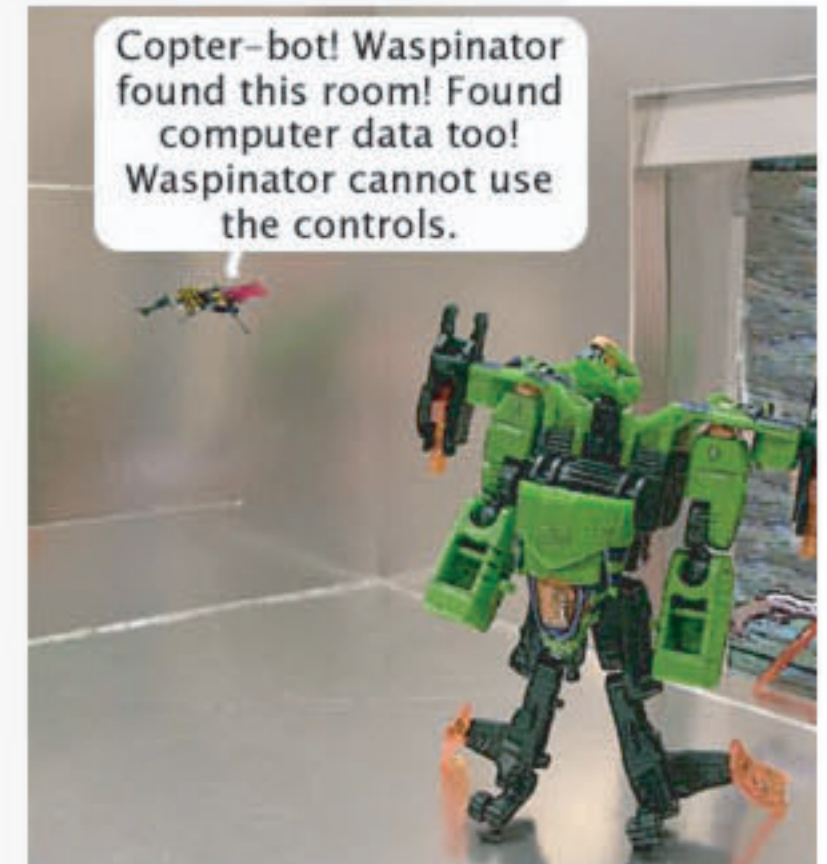 Copter-bot! Waspinator
found this room! Found
computer data too!
Waspinator cannot use
the controls.